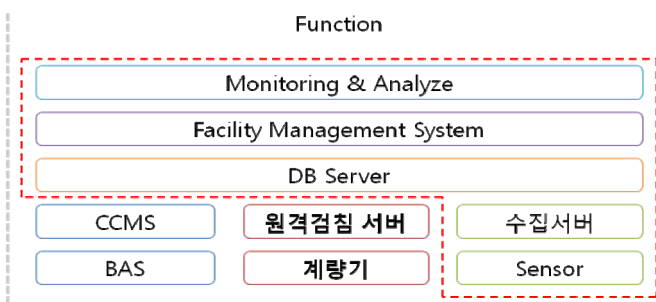 Function
Monitoring & Analyze
Facility Management System
DB Server
CCMS 원격검침 서버 수집서버
BAS 계량기 Sensor